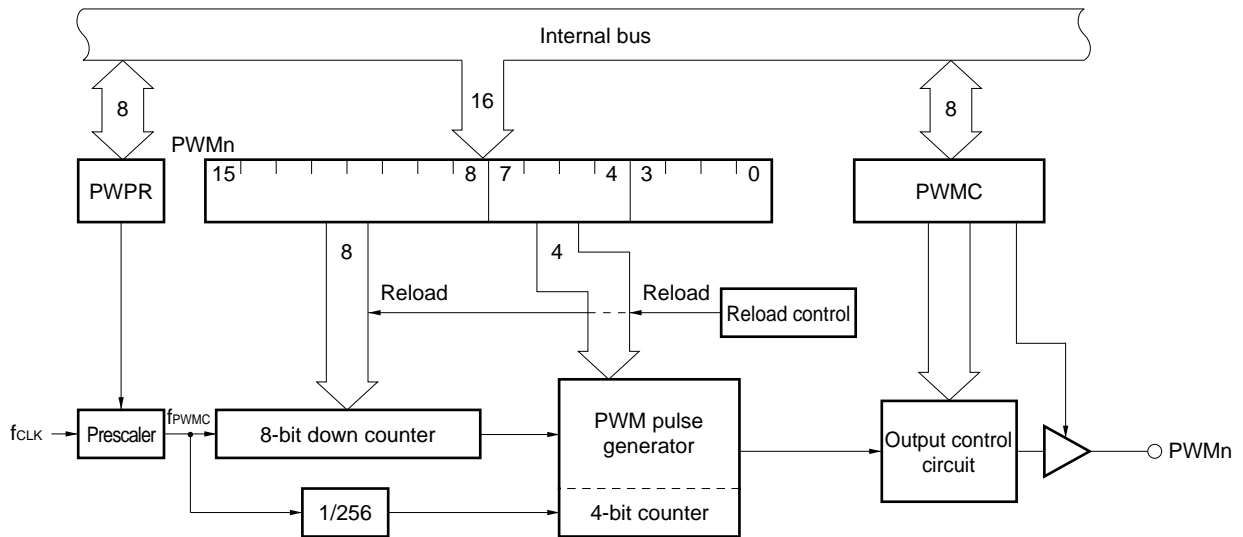 Internal bus
8
16
8
PWMn
15 8 7 4 3 0
PWPR
PWMC
8
4
Reload
Reload
Reload control
fCLK
Prescaler
fPWMC
8-bit down counter
PWM pulse
generator
Output control
circuit
PWMn
1/256
4-bit counter